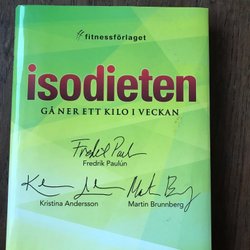 fitnessförlaget
isodieten
GÅ NER ETT KILO I VECKAN
Fredrik Paulún
Kristina Andersson Martin Brunnberg